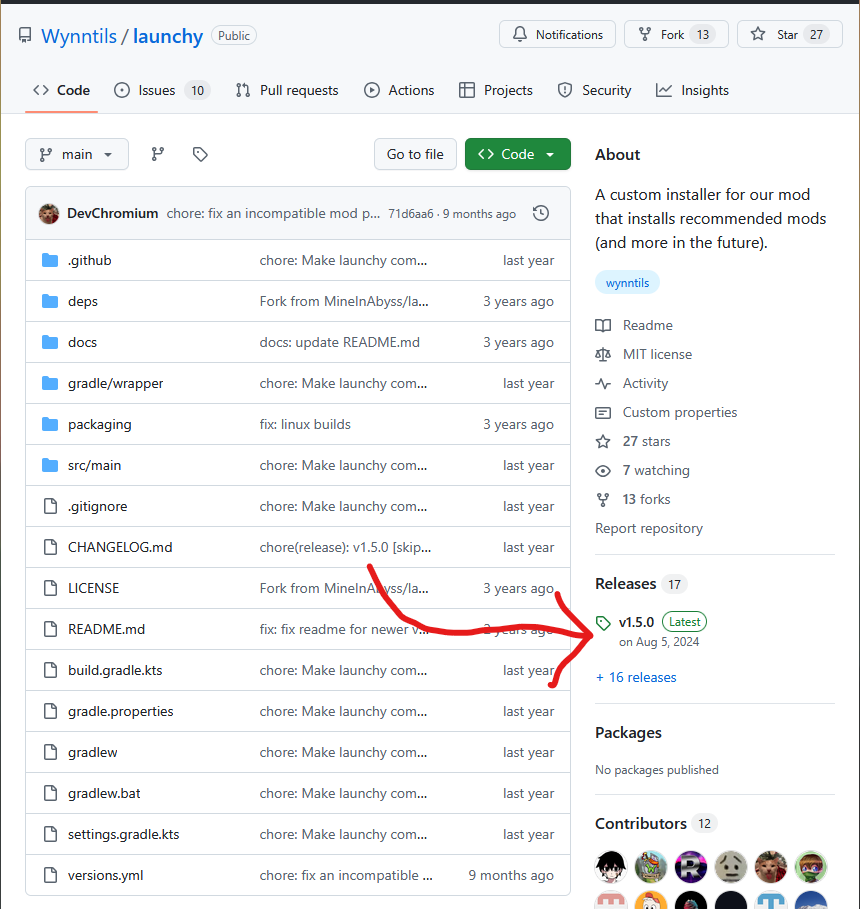 Wynntils / launchy Public
Notifications Fork 13 Star 27
Code Issues 10 Pull requests Actions Projects Security Insights
main Go to file Code
DevChromium chore: fix an incompatible mod p... 71d6aa6 · 9 months ago
.github chore: Make launchy com... last year
deps Fork from MineInAbyss/la... 3 years ago
docs docs: update README.md 3 years ago
gradle/wrapper chore: Make launchy com... last year
packaging fix: linux builds 3 years ago
src/main chore: Make launchy com... last year
.gitignore chore: Make launchy com... last year
CHANGELOG.md chore(release): v1.5.0 [skip... last year
LICENSE Fork from MineInAbyss/la... 3 years ago
README.md fix: fix readme for newer v... 2 years ago
build.gradle.kts chore: Make launchy com... last year
gradle.properties chore: Make launchy com... last year
gradlew chore: Make launchy com... last year
gradlew.bat chore: Make launchy com... last year
settings.gradle.kts chore: Make launchy com... last year
versions.yml chore: fix an incompatible ... 9 months ago
About
A custom installer for our mod
that installs recommended mods
(and more in the future).
wynntils
Readme
MIT license
Activity
Custom properties
27 stars
7 watching
13 forks
Report repository
Releases 17
v1.5.0 Latest
on Aug 5, 2024
+ 16 releases
Packages
No packages published
Contributors 12